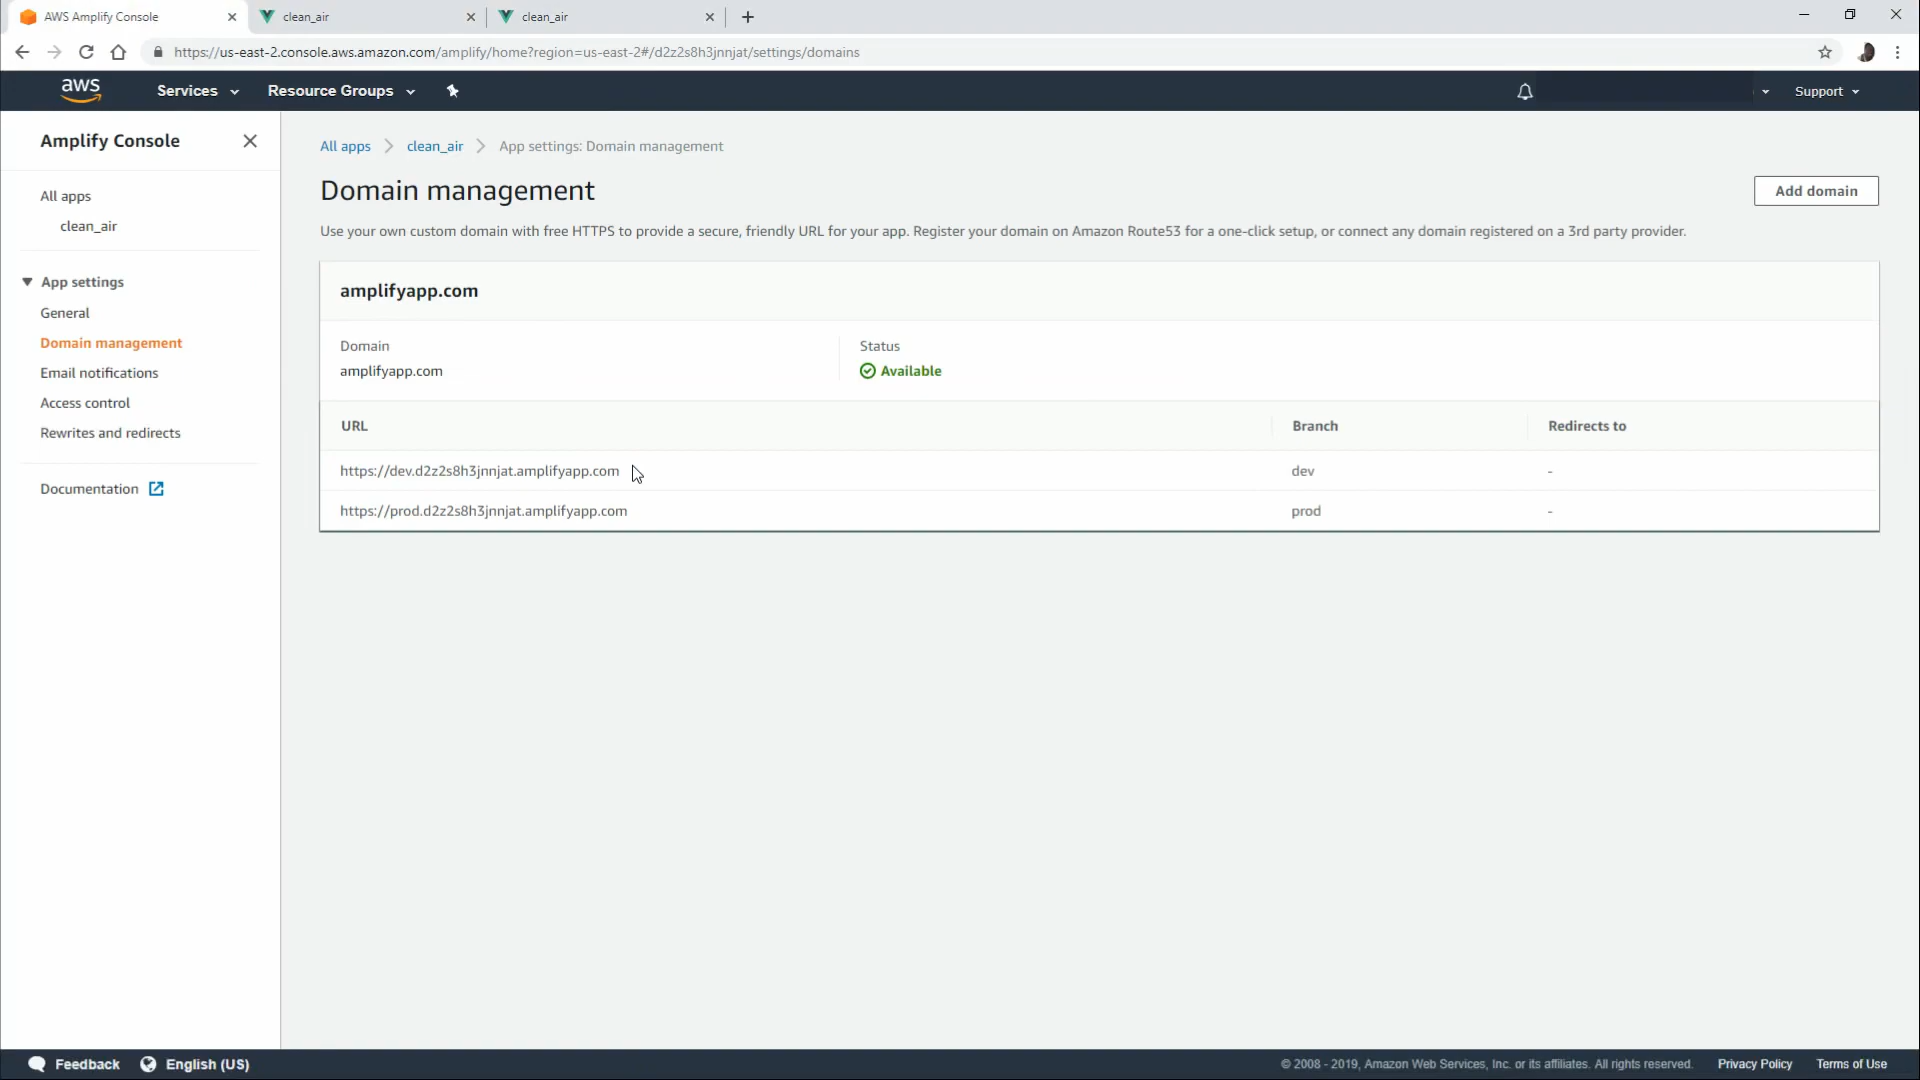 AWS Amplify Console
clean_air
clean_air
https://us-east-2.console.aws.amazon.com/amplify/home?region=us-east-2#/d2z2s8h3jnnjat/settings/domains
aws
Services
Resource Groups
Support
Amplify Console
All apps
clean_air
App settings
General
Domain management
Email notifications
Access control
Rewrites and redirects
Documentation
All apps
clean_air
App settings: Domain management
Domain management
Add domain
Use your own custom domain with free HTTPS to provide a secure, friendly URL for your app. Register your domain on Amazon Route53 for a one-click setup, or connect any domain registered on a 3rd party provider.
amplifyapp.com
Domain
Status
amplifyapp.com
Available
URL
Branch
Redirects to
https://dev.d2z2s8h3jnnjat.amplifyapp.com
dev
-
https://prod.d2z2s8h3jnnjat.amplifyapp.com
prod
-
Feedback
English (US)
© 2008 - 2019, Amazon Web Services, Inc. or its affiliates. All rights reserved.
Privacy Policy
Terms of Use